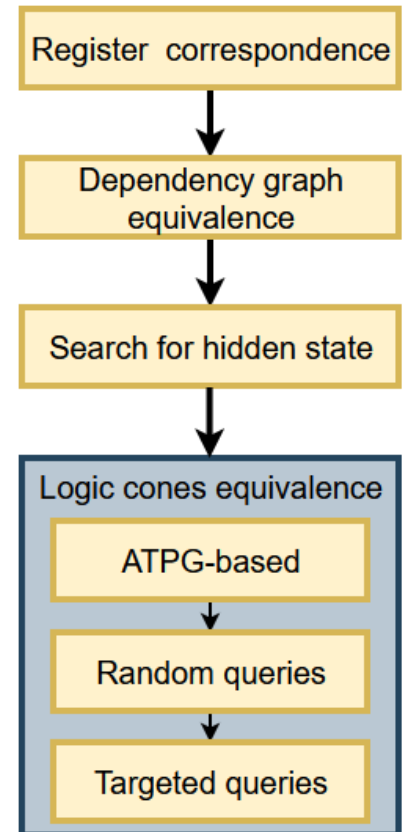 Register correspondence
Dependency graph
equivalence
Search for hidden state
Logic cones equivalence
ATPG-based
Random queries
Targeted queries